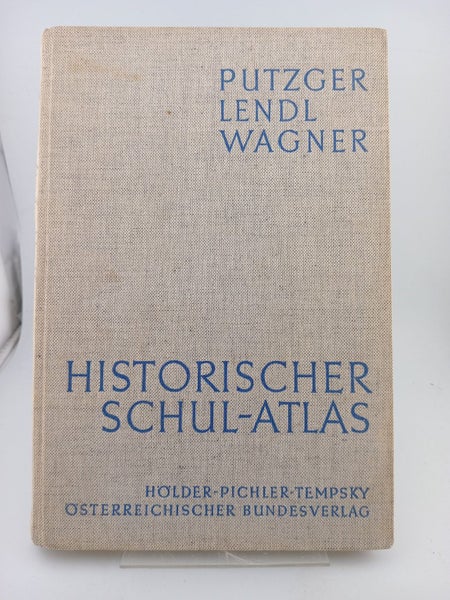 PUTZGER
LENDL
WAGNER
HISTORISCHER
SCHUL-ATLAS
HÖLDER-PICHLER-TEMPSKY
ÖSTERREICHISCHER BUNDESVERLAG